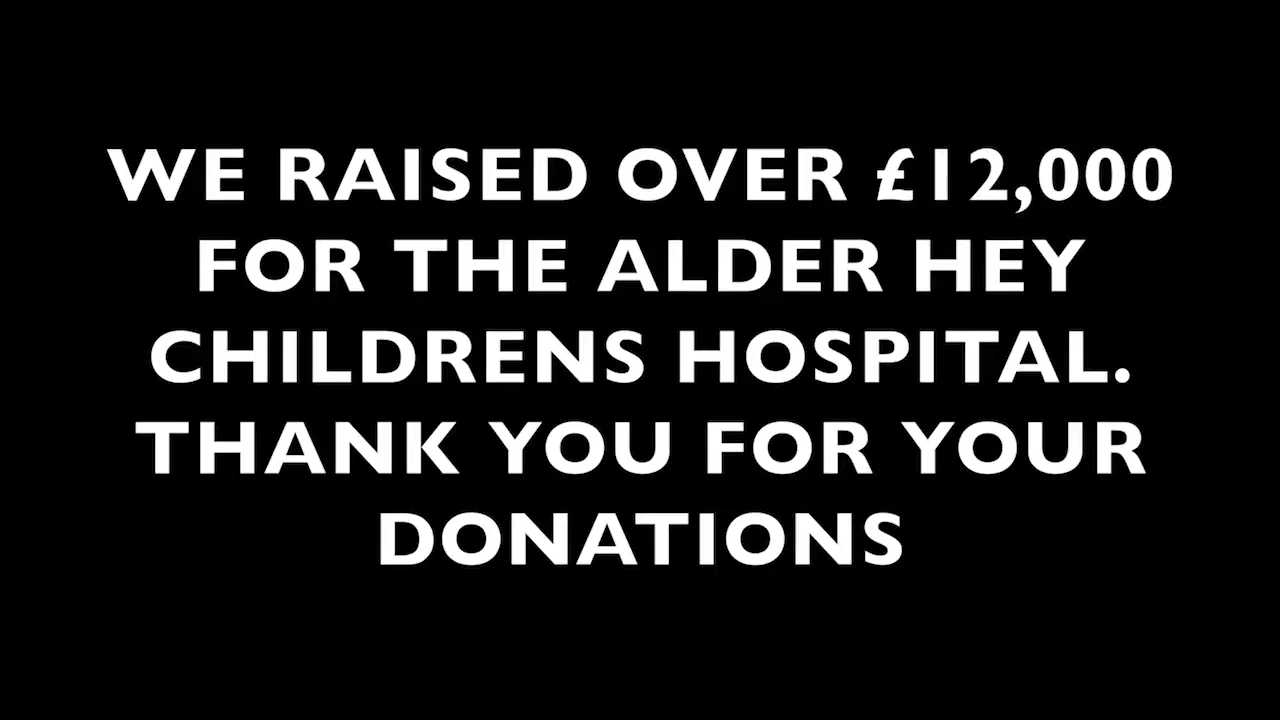 WE RAISED OVER £12,000
FOR THE ALDER HEY
CHILDRENS HOSPITAL.
THANK YOU FOR YOUR
DONATIONS